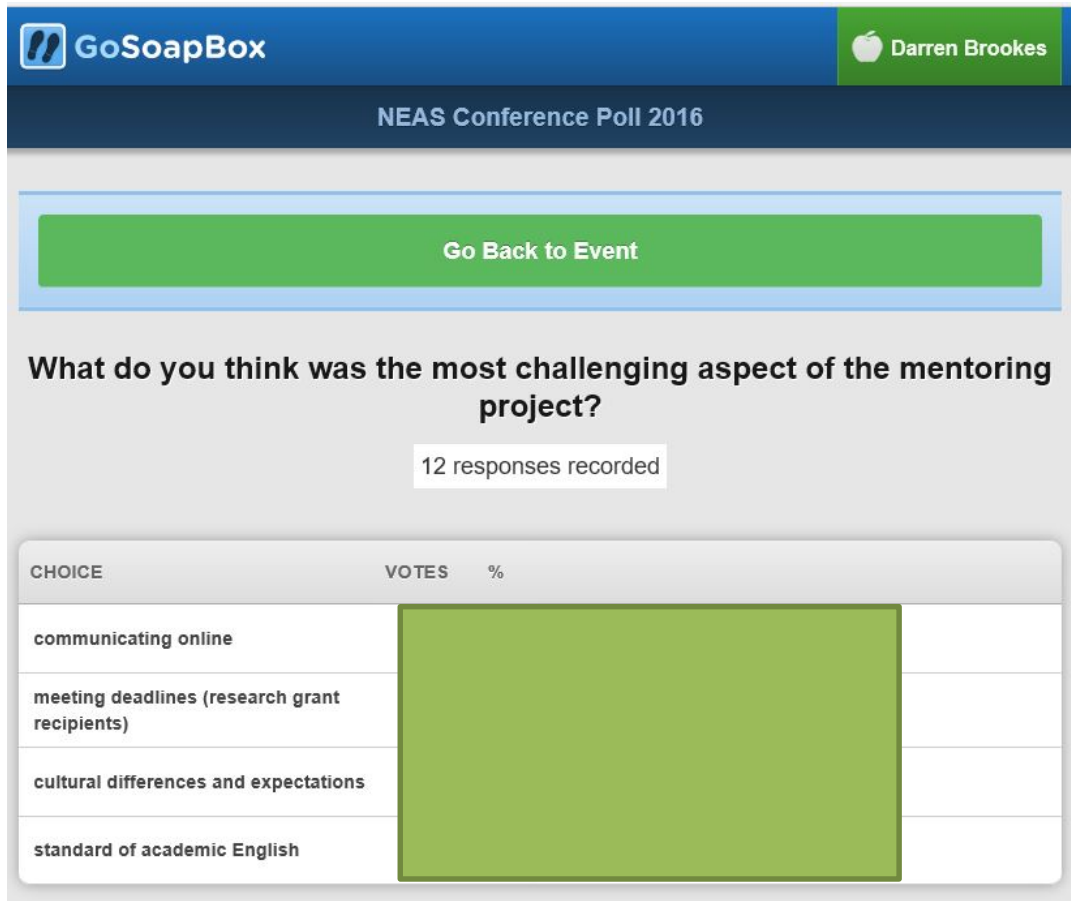 GoSoapBox
Darren Brookes
NEAS Conference Poll 2016
Go Back to Event
What do you think was the most challenging aspect of the mentoring
project?
12 responses recorded
CHOICE VOTES %
communicating online
meeting deadlines (research grant
recipients)
cultural differences and expectations
standard of academic English